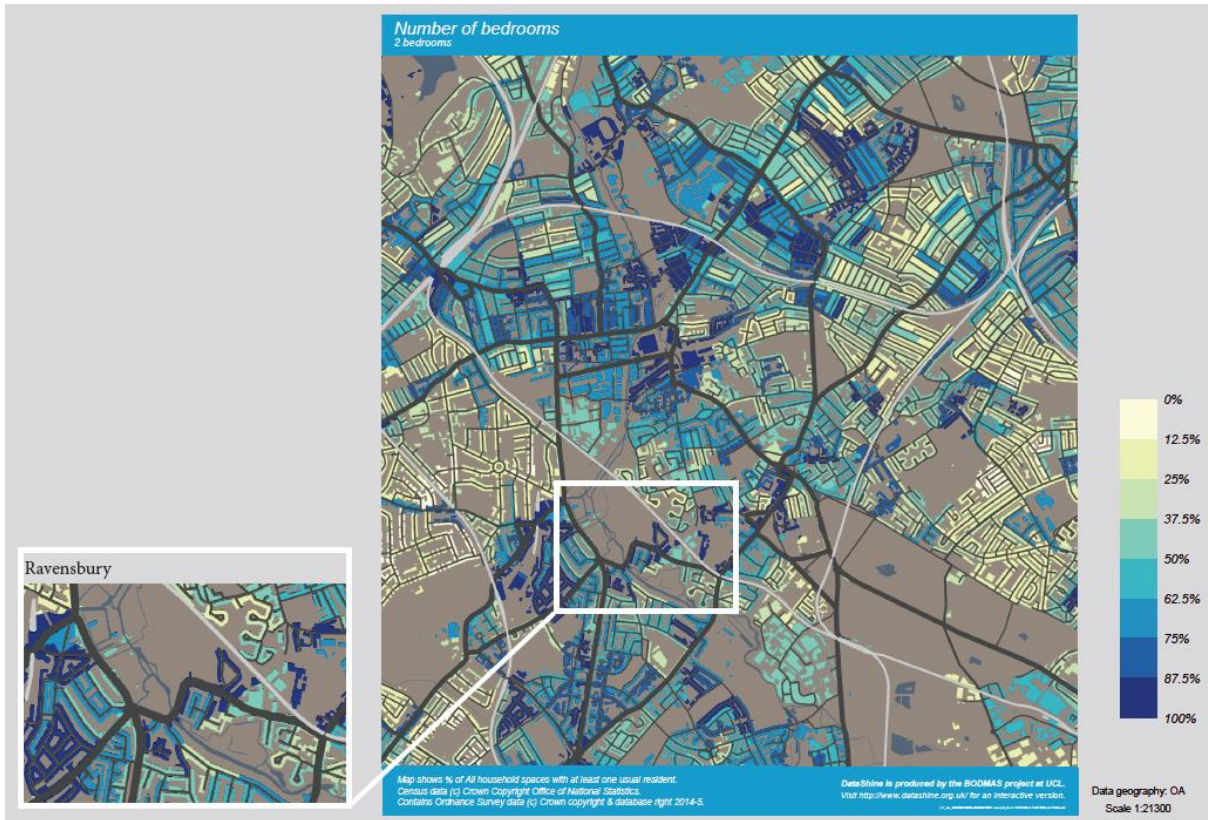 Number of bedrooms
2 bedrooms
0%
12.5%
25%
37.5%
50%
62.5%
75%
87.5%
100%
Ravensbury
Map shows % of All household spaces with at least one usual resident.
Census data (c) Crown Copyright Office of National Statistics.
Contains Ordnance Survey data (c) Crown copyright & database right 2014-5.
DataShine is produced by the BODMAS project at UCL.
Visit http://www.datashine.org.uk/ for an interactive version.
Data geography: OA
Scale 1:21300